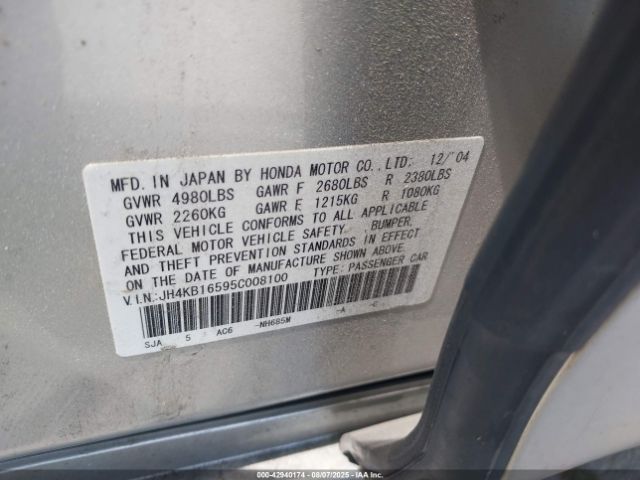 MFD. IN JAPAN BY HONDA MOTOR CO., LTD. 12/'04
GVWR 4980LBS GAWR F 2680LBS R 2380LBS
GVWR 2260KG GAWR F 1215KG R 1080KG
THIS VEHICLE CONFORMS TO ALL APPLICABLE
FEDERAL MOTOR VEHICLE SAFETY, BUMPER,
AND THEFT PREVENTION STANDARDS IN EFFECT
ON THE DATE OF MANUFACTURE SHOWN ABOVE.
V.I.N.:JH4KB16595C008100 TYPE: PASSENGER CAR
SJA 5 AC6 -NH685M -A -C
000-42940174 - 08/07/2025 - IAAI.COM